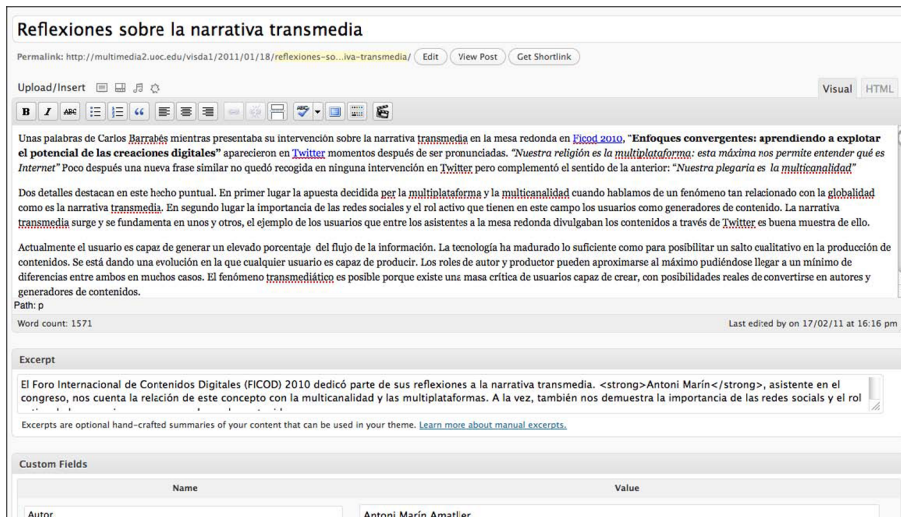 Reflexiones sobre la narrativa transmedia
Permalink: http://multimedia2.uoc.edu/visda1/2011/01/18/reflexiones-so...iva-transmedia/ Edit View Post Get Shortlink
Upload/Insert Visual HTML
B I ABC ABC
Unas palabras de Carlos Barrabés mientras presentaba su intervención sobre la narrativa transmedia en la mesa redonda en Ficod 2010, "Enfoques convergentes: aprendiendo a explotar
el potencial de las creaciones digitales" aparecieron en Twitter momentos después de ser pronunciadas. "Nuestra religión es la multiplataforma: esta máxima nos permite entender qué es
Internet" Poco después una nueva frase similar no quedó recogida en ninguna intervención en Twitter pero complementó el sentido de la anterior: "Nuestra plegaria es la multicanalidad"
Dos detalles destacan en este hecho puntual. En primer lugar la apuesta decidida per la multiplataforma y la multicanalidad cuando hablamos de un fenómeno tan relacionado con la globalidad
como es la narrativa transmedia. En segundo lugar la importancia de las redes sociales y el rol activo que tienen en este campo los usuarios como generadores de contenido. La narrativa
transmedia surge y se fundamenta en unos y otros, el ejemplo de los usuarios que entre los asistentes a la mesa redonda divulgaban los contenidos a través de Twitter es buena muestra de ello.
Actualmente el usuario es capaz de generar un elevado porcentaje del flujo de la información. La tecnología ha madurado lo suficiente como para posibilitar un salto cualitativo en la producción de
contenidos. Se está dando una evolución en la que cualquier usuario es capaz de producir. Los roles de autor y productor pueden aproximarse al máximo pudiéndose llegar a un mínimo de
diferencias entre ambos en muchos casos. El fenómeno transmediático es posible porque existe una masa crítica de usuarios capaz de crear, con posibilidades reales de convertirse en autores y
generadores de contenidos.
Path: p
Word count: 1571 Last edited by on 17/02/11 at 16:16 pm
Excerpt
El Foro Internacional de Contenidos Digitales (FICOD) 2010 dedicó parte de sus reflexiones a la narrativa transmedia. <strong>Antoni Marín</strong>, asistente en el
congreso, nos cuenta la relación de este concepto con la multicanalidad y las multiplataformas. A la vez, también nos demuestra la importancia de las redes socials y el rol
Excerpts are optional hand-crafted summaries of your content that can be used in your theme. Learn more about manual excerpts.
Custom Fields
Name Value
Autor Antoni Marín Amatller